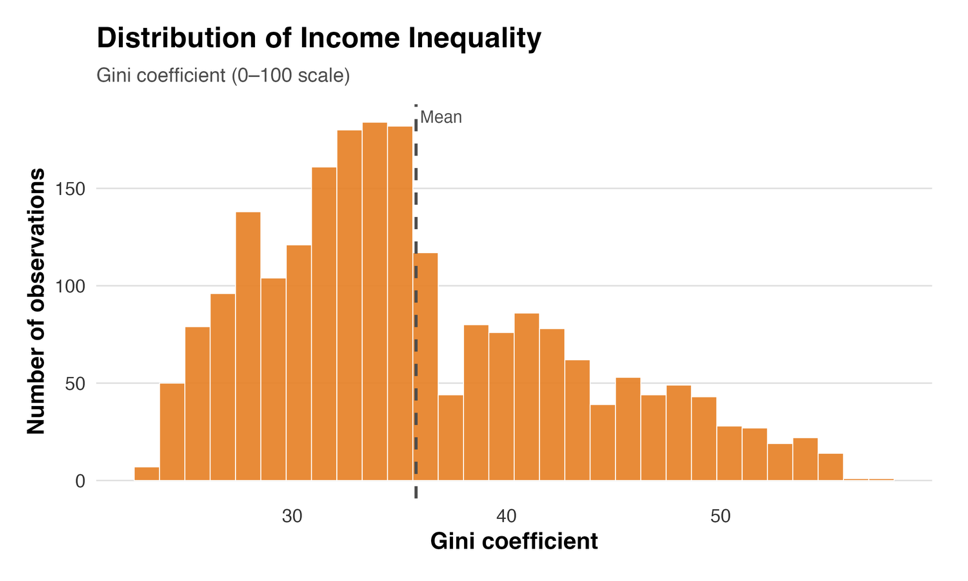 Distribution of Income Inequality
Gini coefficient (0–100 scale)
Mean
Number of observations
150
100
50
0
30
40
50
Gini coefficient